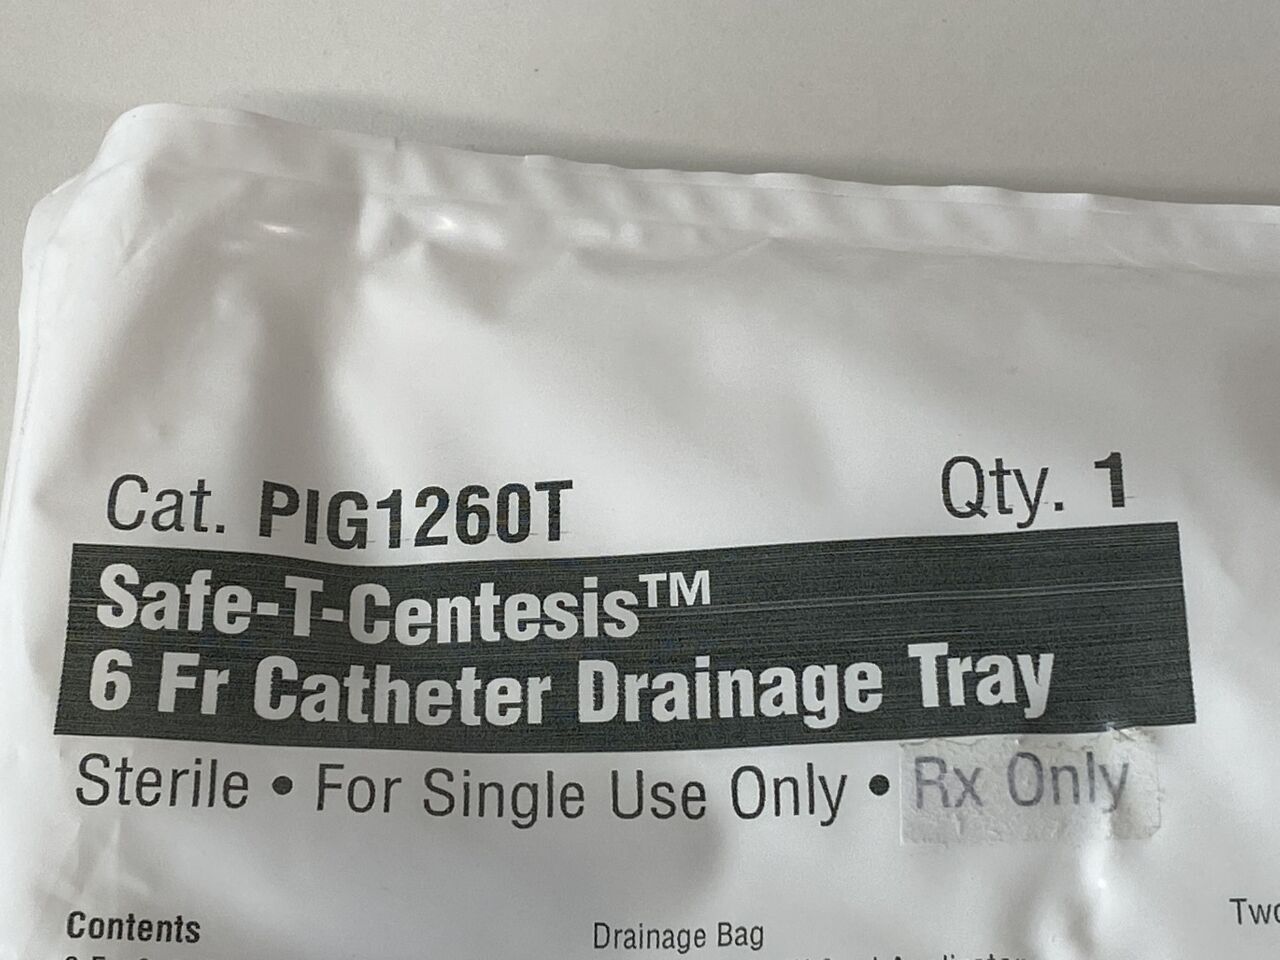 Cat. PIG1260T Qty. 1
Safe-T-Centesis™
6 Fr Catheter Drainage Tray
Sterile • For Single Use Only • Rx Only
Contents
Drainage Bag